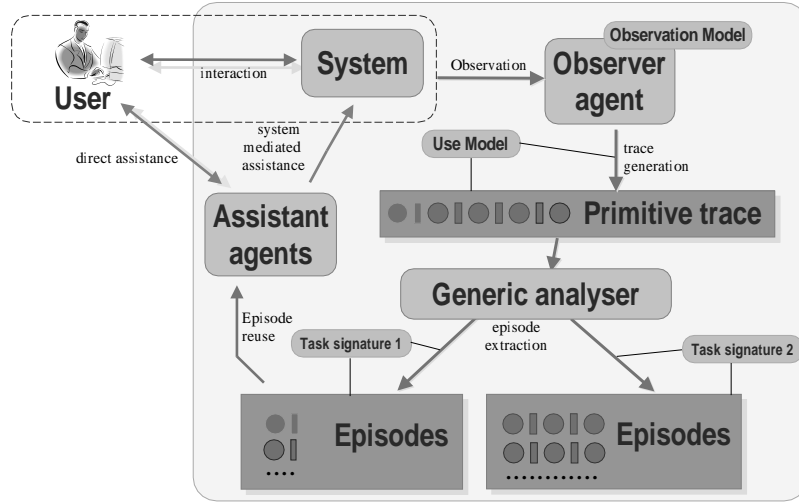 Observation Model
System
Observer
agent
Observation
interaction
User
system
mediated
assistance
direct assistance
Use Model
trace
generation
Primitive trace
Assistant
agents
Generic analyser
Episode
reuse
episode
extraction
Task signature 1
Task signature 2
Episodes
Episodes